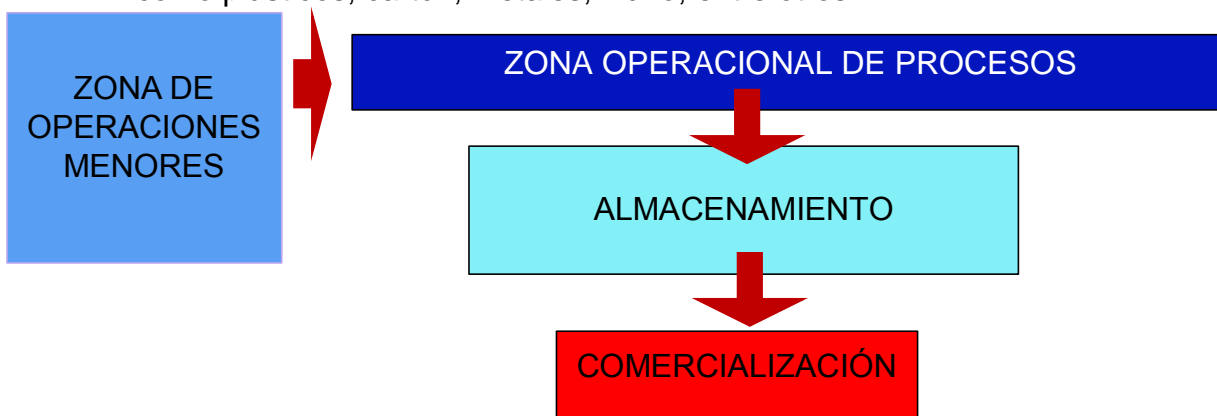 ZONA DE
OPERACIONES
MENORES
ZONA OPERACIONAL DE PROCESOS
ALMACENAMIENTO
COMERCIALIZACIÓN